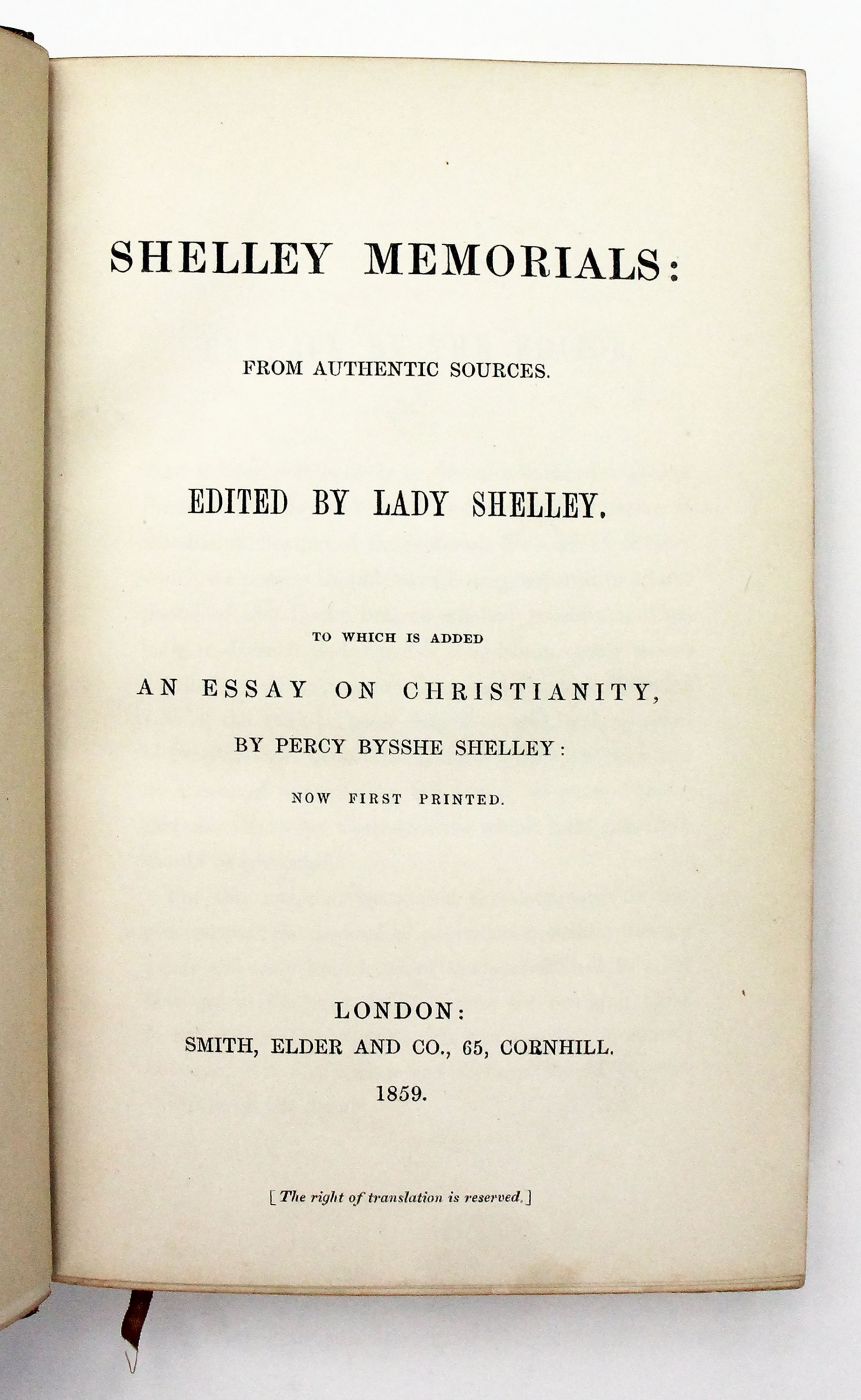 SHELLEY MEMORIALS:
FROM AUTHENTIC SOURCES.
EDITED BY LADY SHELLEY.
TO WHICH IS ADDED
AN ESSAY ON CHRISTIANITY,
BY PERCY BYSSHE SHELLEY:
NOW FIRST PRINTED.
LONDON:
SMITH, ELDER AND CO., 65, CORNHILL.
1859.
[The right of translation is reserved.]